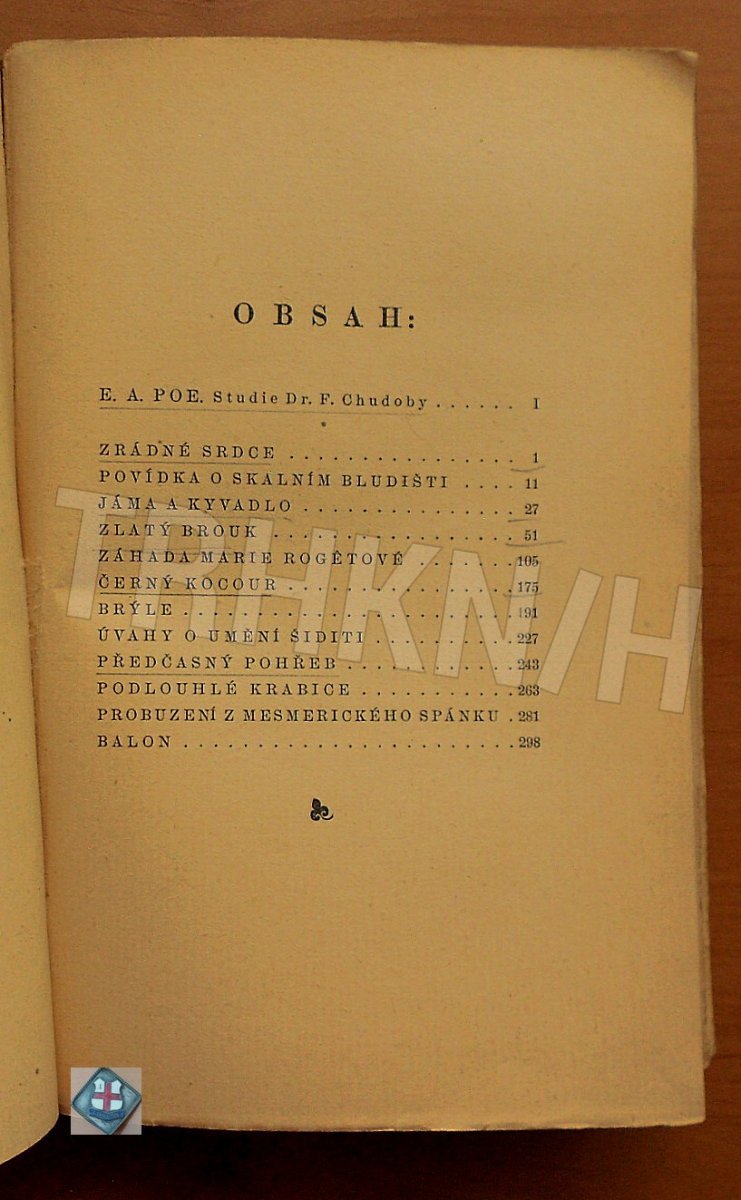 OBSAH:
E. A. POE. Studie Dr. F. Chudoby . . . . . . I
ZRÁDNÉ SRDCE . . . . . . . . . . . . . . . . 1
POVÍDKA O SKALNÍM BLUDIŠTI . . . . 11
JÁMA A KYVADLO . . . . . . . . . . . . . . . 27
ZLATÝ BROUK . . . . . . . . . . . . . . . . . 51
ZÁHADA MARIE ROGÊTOVÉ . . . . . . . 105
ČERNÝ KOCOUR . . . . . . . . . . . . . . . . 175
BRÝLE . . . . . . . . . . . . . . . . . . . . . . . 191
ÚVAHY O UMĚNÍ ŠIDITI . . . . . . . . . . 227
PŘEDČASNÝ POHŘEB . . . . . . . . . . . . 243
PODLOUHLÉ KRABICE . . . . . . . . . . . 263
PROBUZENÍ Z MESMERICKÉHO SPÁNKU . 281
BALON . . . . . . . . . . . . . . . . . . . . . . . 298
TRHKNIH